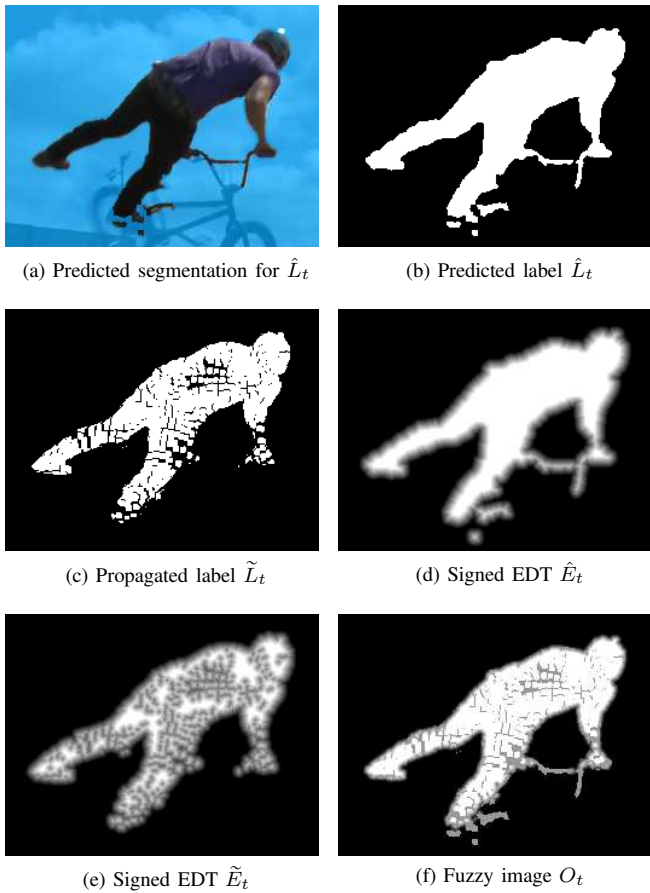 (a) Predicted segmentation for L̂ₜ
(b) Predicted label L̂ₜ
(c) Propagated label L̃ₜ
(d) Signed EDT Êₜ
(e) Signed EDT Ẽₜ
(f) Fuzzy image Oₜ